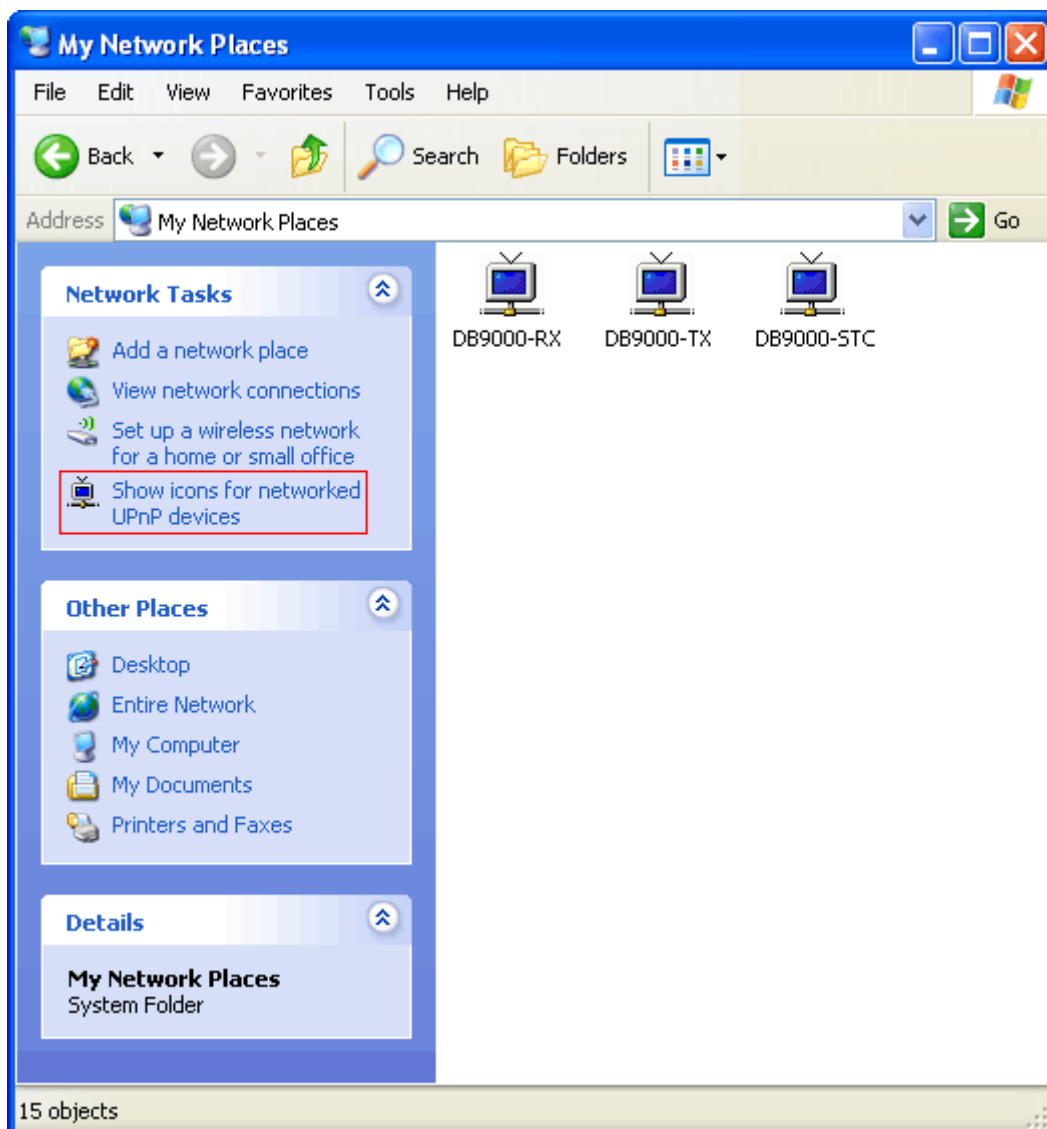 My Network Places
File Edit View Favorites Tools Help
Back Search Folders
Address My Network Places Go
Network Tasks
Add a network place
View network connections
Set up a wireless network
for a home or small office
Show icons for networked
UPnP devices
Other Places
Desktop
Entire Network
My Computer
My Documents
Printers and Faxes
Details
My Network Places
System Folder
DB9000-RX DB9000-TX DB9000-STC
15 objects